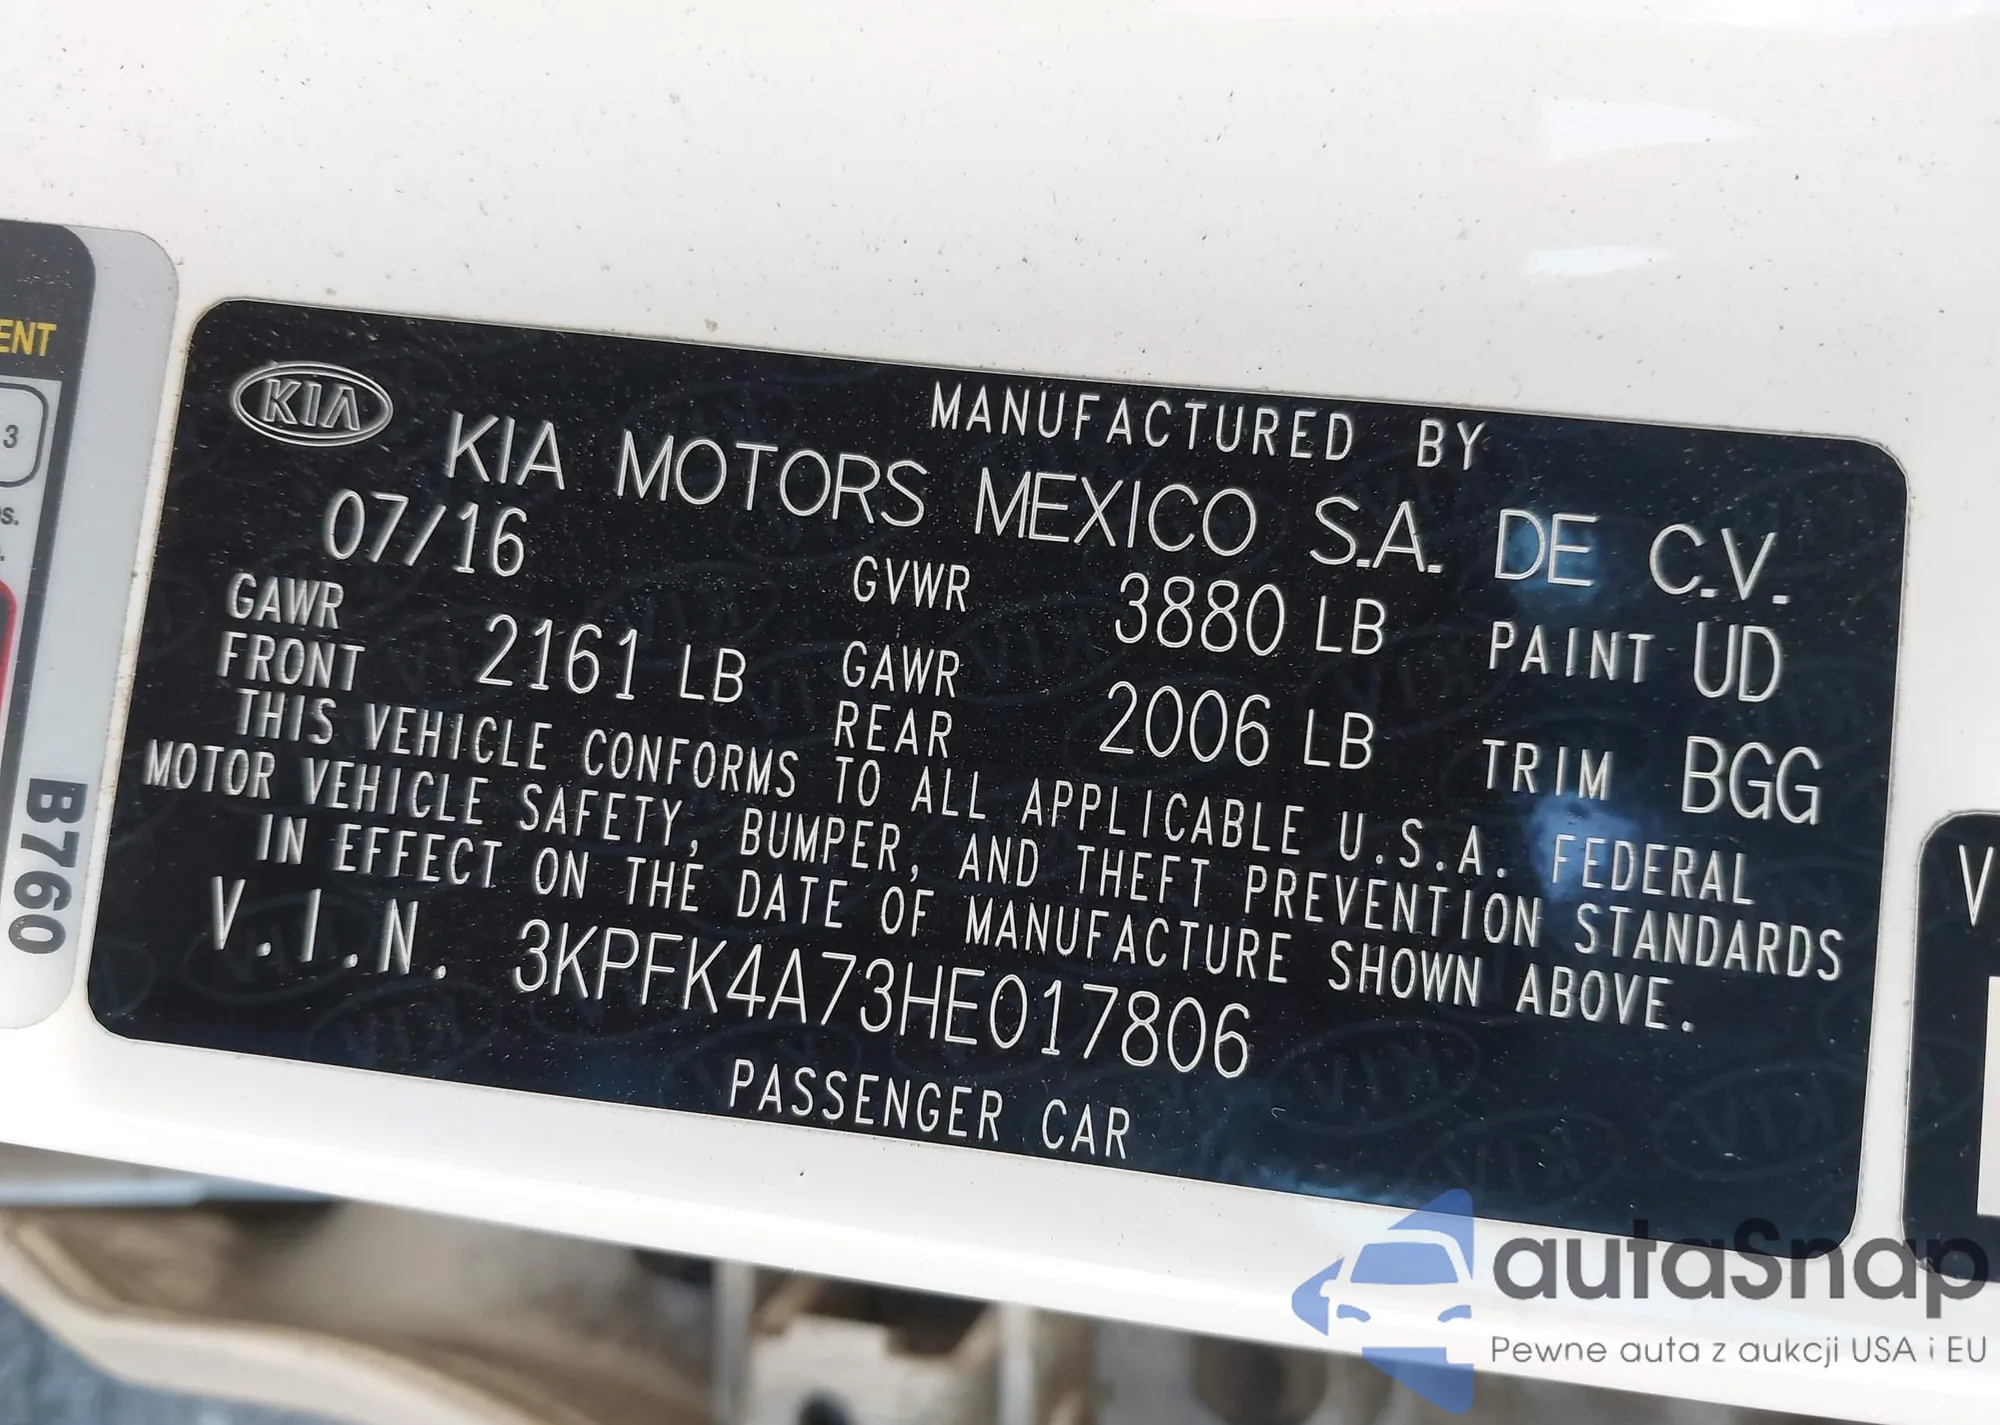 ENT
3
B760
KIA
MANUFACTURED BY
KIA MOTORS MEXICO S.A. DE C.V.
07/16 GVWR 3880 LB PAINT UD
GAWR FRONT 2161 LB GAWR REAR 2006 LB TRIM BGG
THIS VEHICLE CONFORMS TO ALL APPLICABLE U.S.A. FEDERAL
MOTOR VEHICLE SAFETY, BUMPER, AND THEFT PREVENTION STANDARDS
IN EFFECT ON THE DATE OF MANUFACTURE SHOWN ABOVE.
V.I.N. 3KPFK4A73HE017806
PASSENGER CAR
V
autaSnap
Pewne auta z aukcji USA i EU